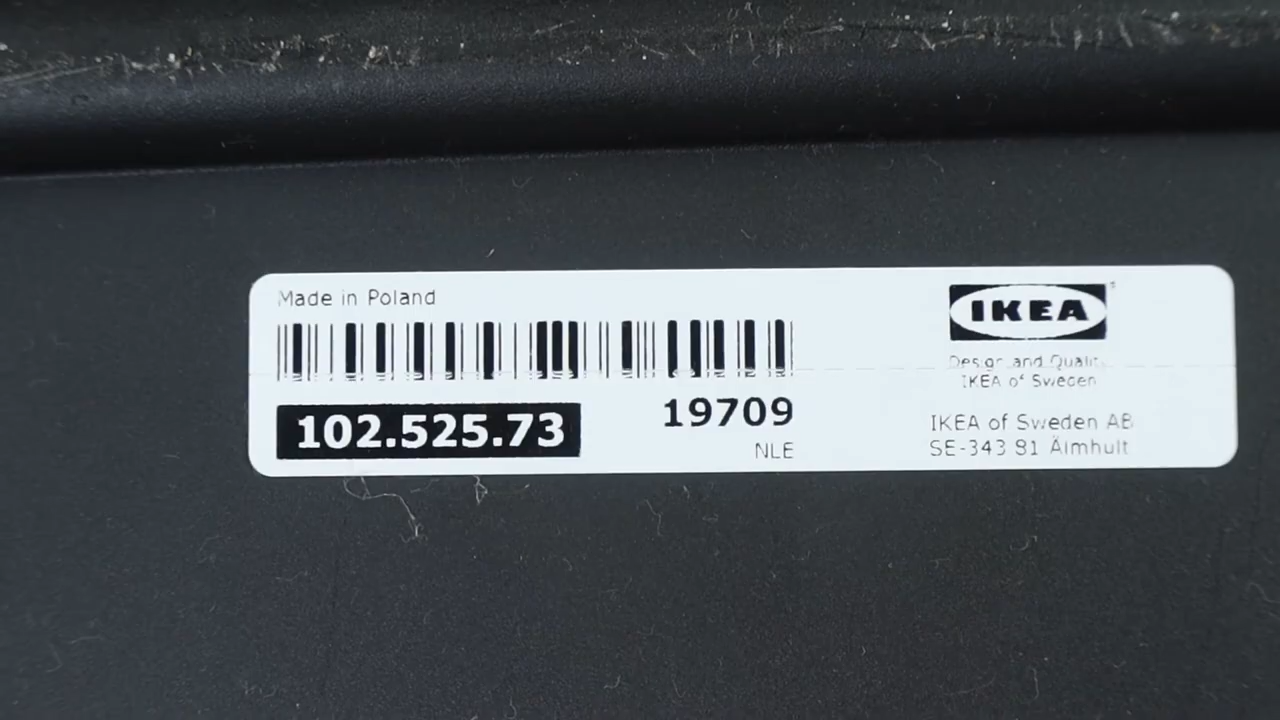 Made in Poland
102.525.73
19709
NLE
IKEA
Design and Quality
IKEA of Sweden
IKEA of Sweden AB
SE-343 81 Älmhult